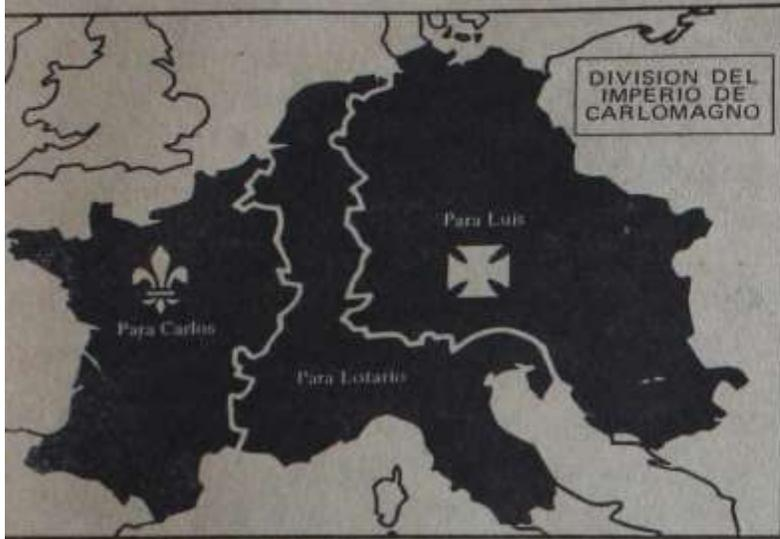 DIVISION DEL
IMPERIO DE
CARLOMAGNO
Para Luis
Para Carlos
Para Lotario